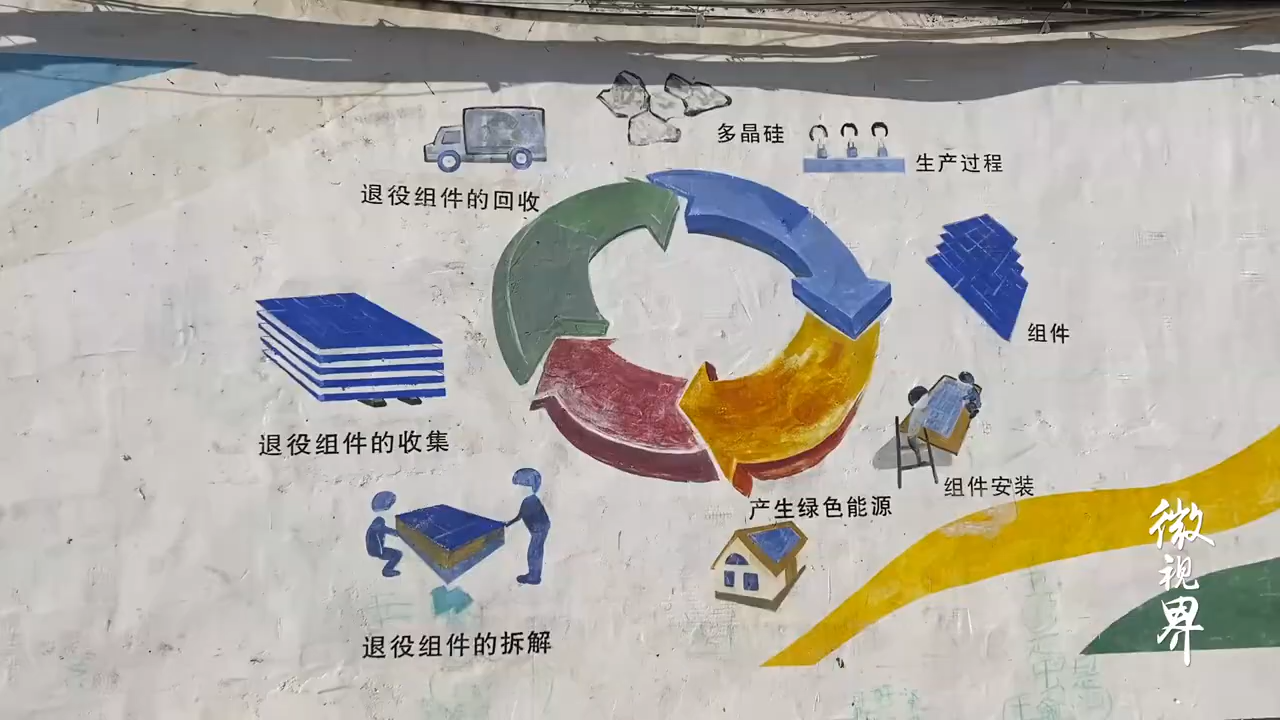 多晶硅
生产过程
退役组件的回收
组件
退役组件的收集
组件安装
产生绿色能源
退役组件的拆解
微视界